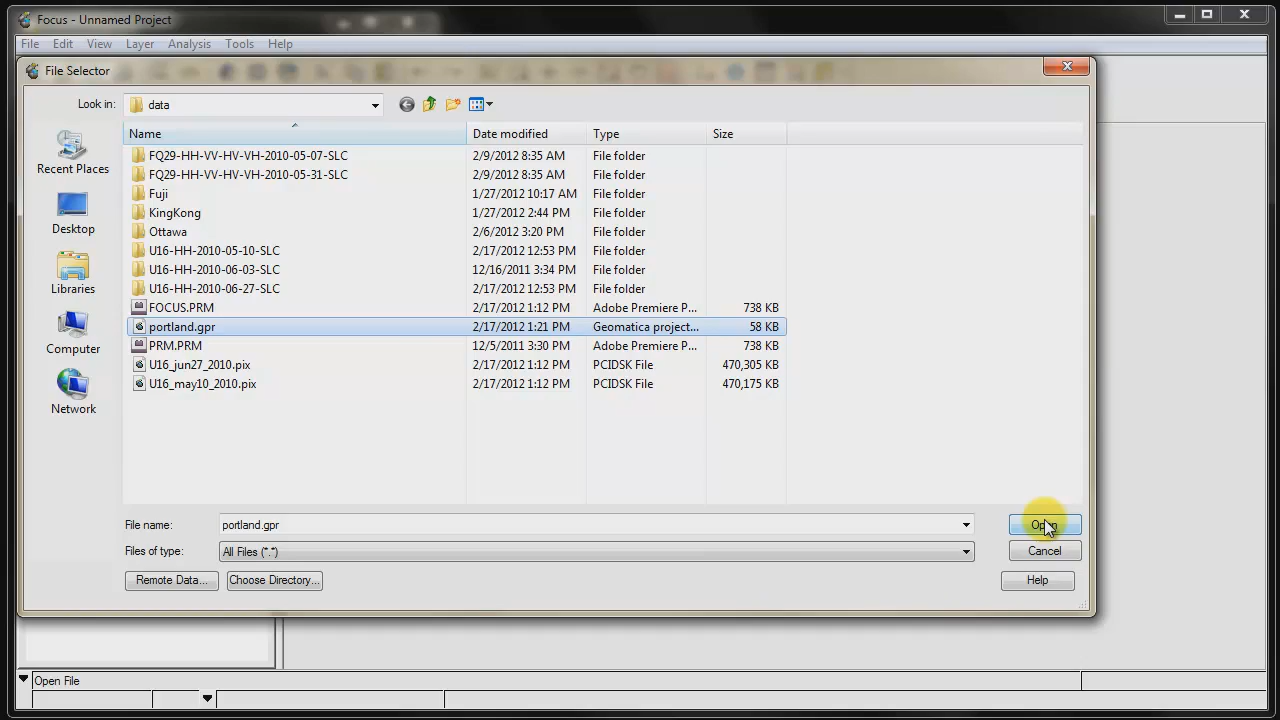 Focus - Unnamed Project
File Edit View Layer Analysis Tools Help
File Selector
Look in: data
Name Date modified Type Size
Recent Places
Desktop
Libraries
Computer
Network
FQ29-HH-VV-HV-VH-2010-05-07-SLC 2/9/2012 8:35 AM File folder
FQ29-HH-VV-HV-VH-2010-05-31-SLC 2/9/2012 8:35 AM File folder
Fuji 1/27/2012 10:17 AM File folder
KingKong 1/27/2012 2:44 PM File folder
Ottawa 2/6/2012 3:20 PM File folder
U16-HH-2010-05-10-SLC 2/17/2012 12:53 PM File folder
U16-HH-2010-06-03-SLC 12/16/2011 3:34 PM File folder
U16-HH-2010-06-27-SLC 2/17/2012 12:53 PM File folder
FOCUS.PRM 2/17/2012 1:12 PM Adobe Premiere P... 738 KB
portland.gpr 2/17/2012 1:21 PM Geomatica project... 58 KB
PRM.PRM 12/5/2011 3:30 PM Adobe Premiere P... 738 KB
U16_jun27_2010.pix 2/17/2012 1:12 PM PCIDSK File 470,305 KB
U16_may10_2010.pix 2/17/2012 1:12 PM PCIDSK File 470,175 KB
File name: portland.gpr Open
Files of type: All Files (*.*) Cancel
Remote Data... Choose Directory... Help
Open File